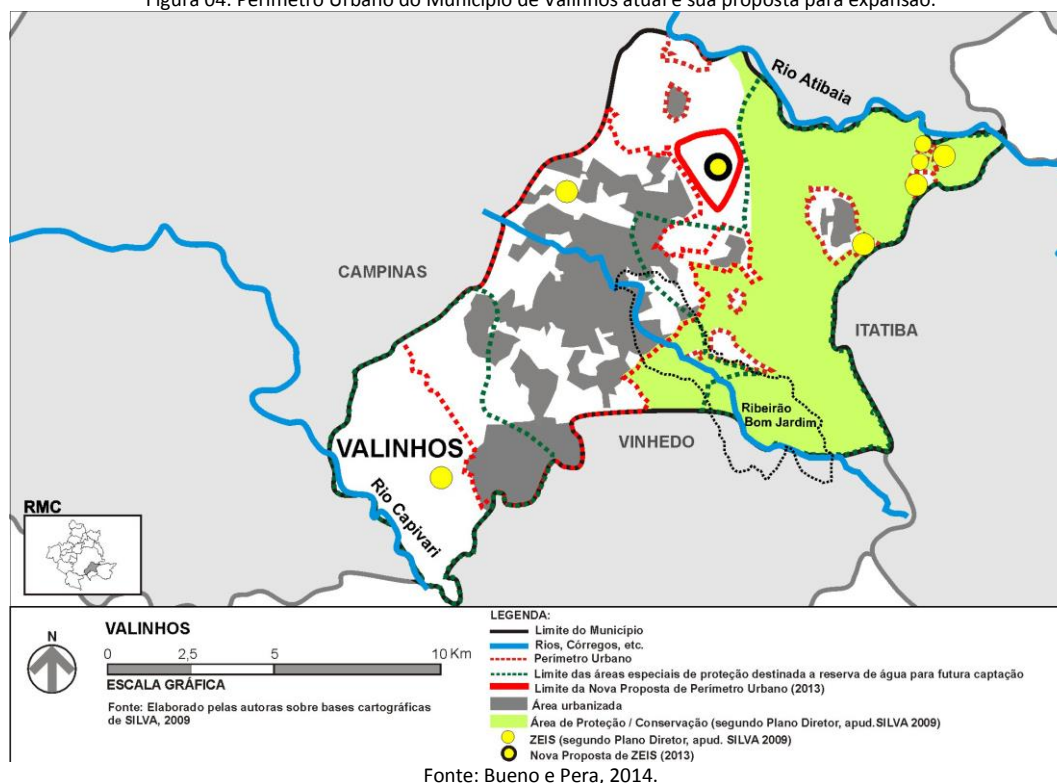 Figura 04: Perímetro Urbano do Município de Valinhos atual e sua proposta para expansão.
Rio Atibaia
CAMPINAS
ITATIBA
Ribeirão
Bom Jardim
VINHEDO
VALINHOS
Rio Capivari
RMC
N
VALINHOS
0 2,5 5 10 Km
ESCALA GRÁFICA
Fonte: Elaborado pelas autoras sobre bases cartográficas
de SILVA, 2009
LEGENDA:
Limite do Município
Rios, Córregos, etc.
Perímetro Urbano
Limite das áreas especiais de proteção destinada a reserva de água para futura captação
Limite da Nova Proposta de Perímetro Urbano (2013)
Área urbanizada
Área de Proteção / Conservação (segundo Plano Diretor, apud.SILVA 2009)
ZEIS (segundo Plano Diretor, apud. SILVA 2009)
Nova Proposta de ZEIS (2013)
Fonte: Bueno e Pera, 2014.